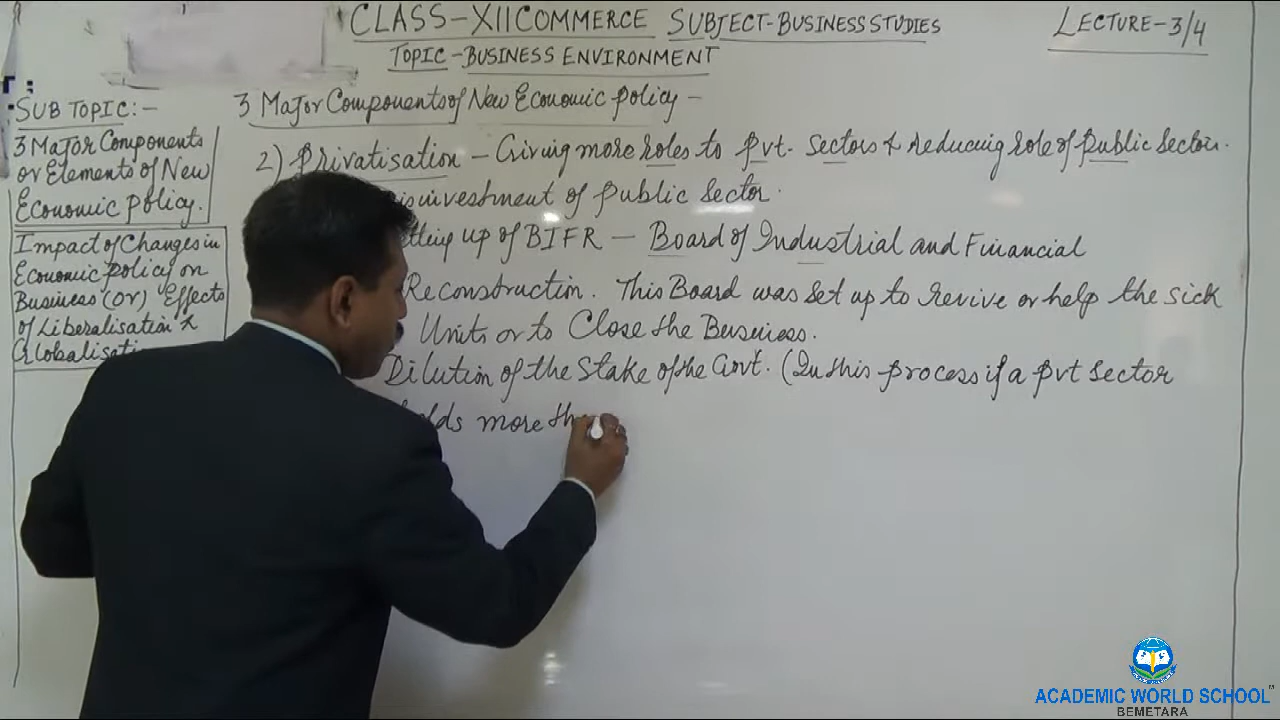 CLASS-XII COMMERCE SUBJECT-BUSINESS STUDIES
LECTURE-3/4
TOPIC-BUSINESS ENVIRONMENT
SUB TOPIC:-
3 Major Components
or Elements of New
Economic Policy.
Impact of Changes in
Economic Policy on
Business (Or) Effects
of Liberalisation &
3 Major Components of New Economic Policy -
2) Privatisation - Giving more roles to Pvt. Sectors & reducing role of Public Sector.
of Public Sector.
up of BIFR - Board of Industrial and Financial
Reconstruction. This Board was set up to revive or help the sick
Units or to Close the Business.
Dilution of the Stake of the Govt. (In this process if a Pvt Sector
more
ACADEMIC WORLD SCHOOL™
BEMETARA